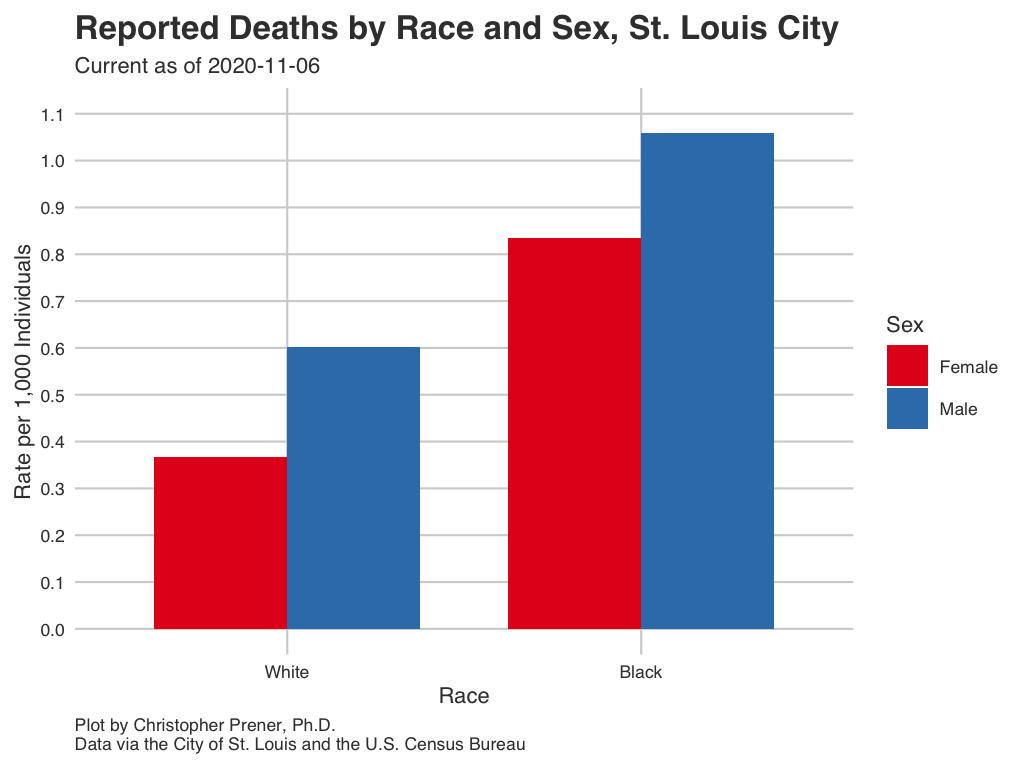 Reported Deaths by Race and Sex, St. Louis City
Current as of 2020-11-06
Rate per 1,000 Individuals
1.1
1.0
0.9
0.8
0.7
0.6
0.5
0.4
0.3
0.2
0.1
0.0
White
Black
Race
Sex
Female
Male
Plot by Christopher Prener, Ph.D.
Data via the City of St. Louis and the U.S. Census Bureau